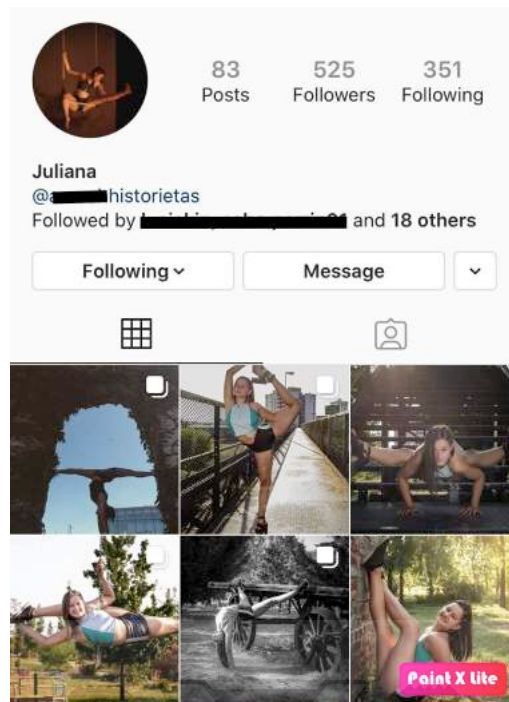 83 525 351
Posts Followers Following
Juliana
@a historietas
Followed by and 18 others
Following Message
Paint X lite